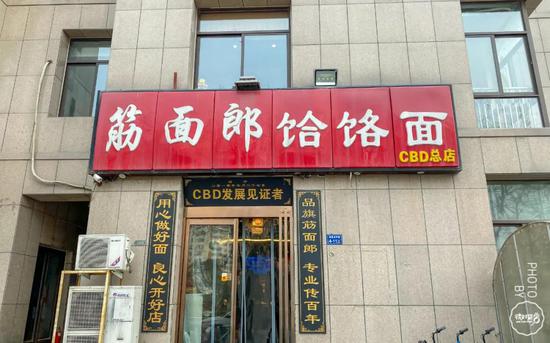 筋面郎饸饹面
CBD总店
CBD发展见证者
用心做好面 良心开好店
品旗筋面郎 专业传百年
PHOTO BY